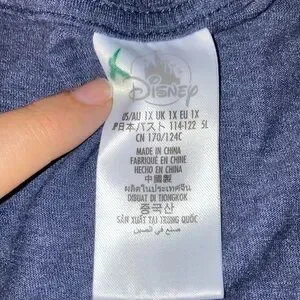 Disney
US/AU 1X UK 1X EU 1X
日本 バスト 114-122 5L
CN 170/124C
MADE IN CHINA
FABRIQUÉ EN CHINE
HECHO EN CHINA
中國製
ผลิตในประเทศจีน
DIBUAT DI TIONGKOK
중국산
SẢN XUẤT TẠI TRUNG QUỐC
صنع في الصين